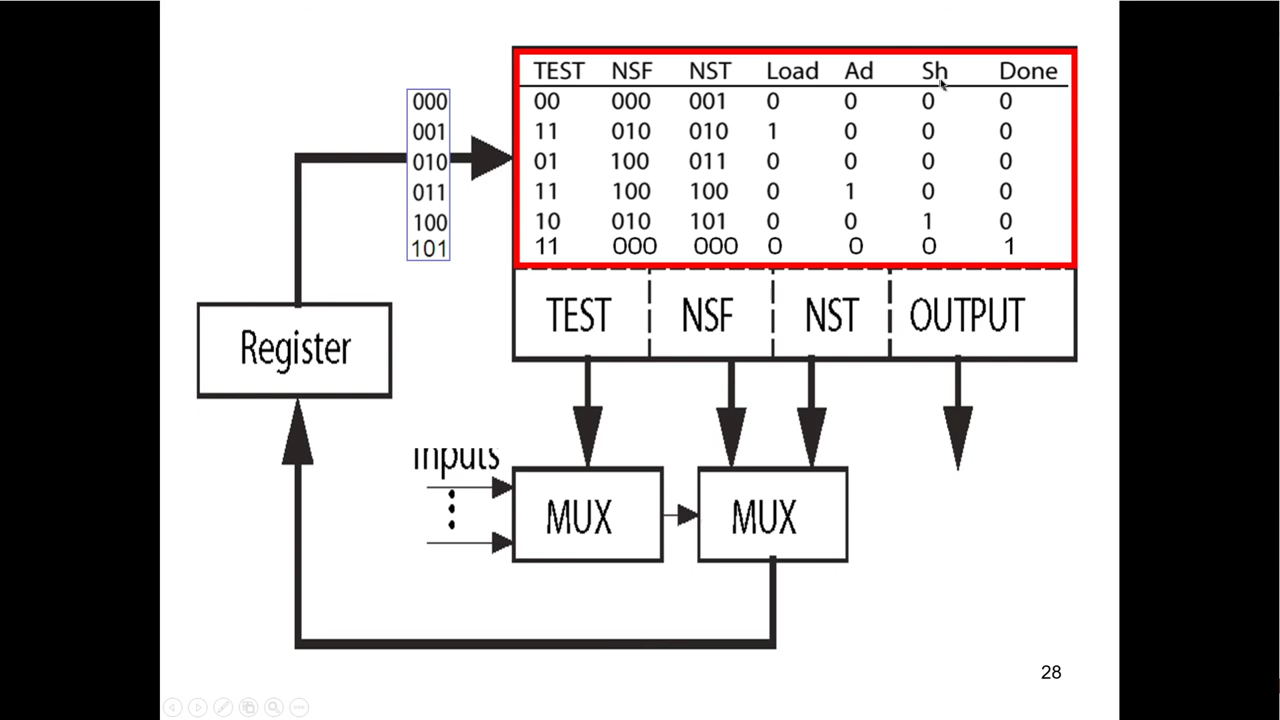 TEST NSF NST Load Ad Sh Done
000 00 000 001 0 0 0 0
001 11 010 010 1 0 0 0
010 01 100 011 0 0 0 0
011 11 100 100 0 1 0 0
100 10 010 101 0 0 1 0
101 11 000 000 0 0 0 1
TEST NSF NST OUTPUT
Register
Inputs
MUX MUX
28